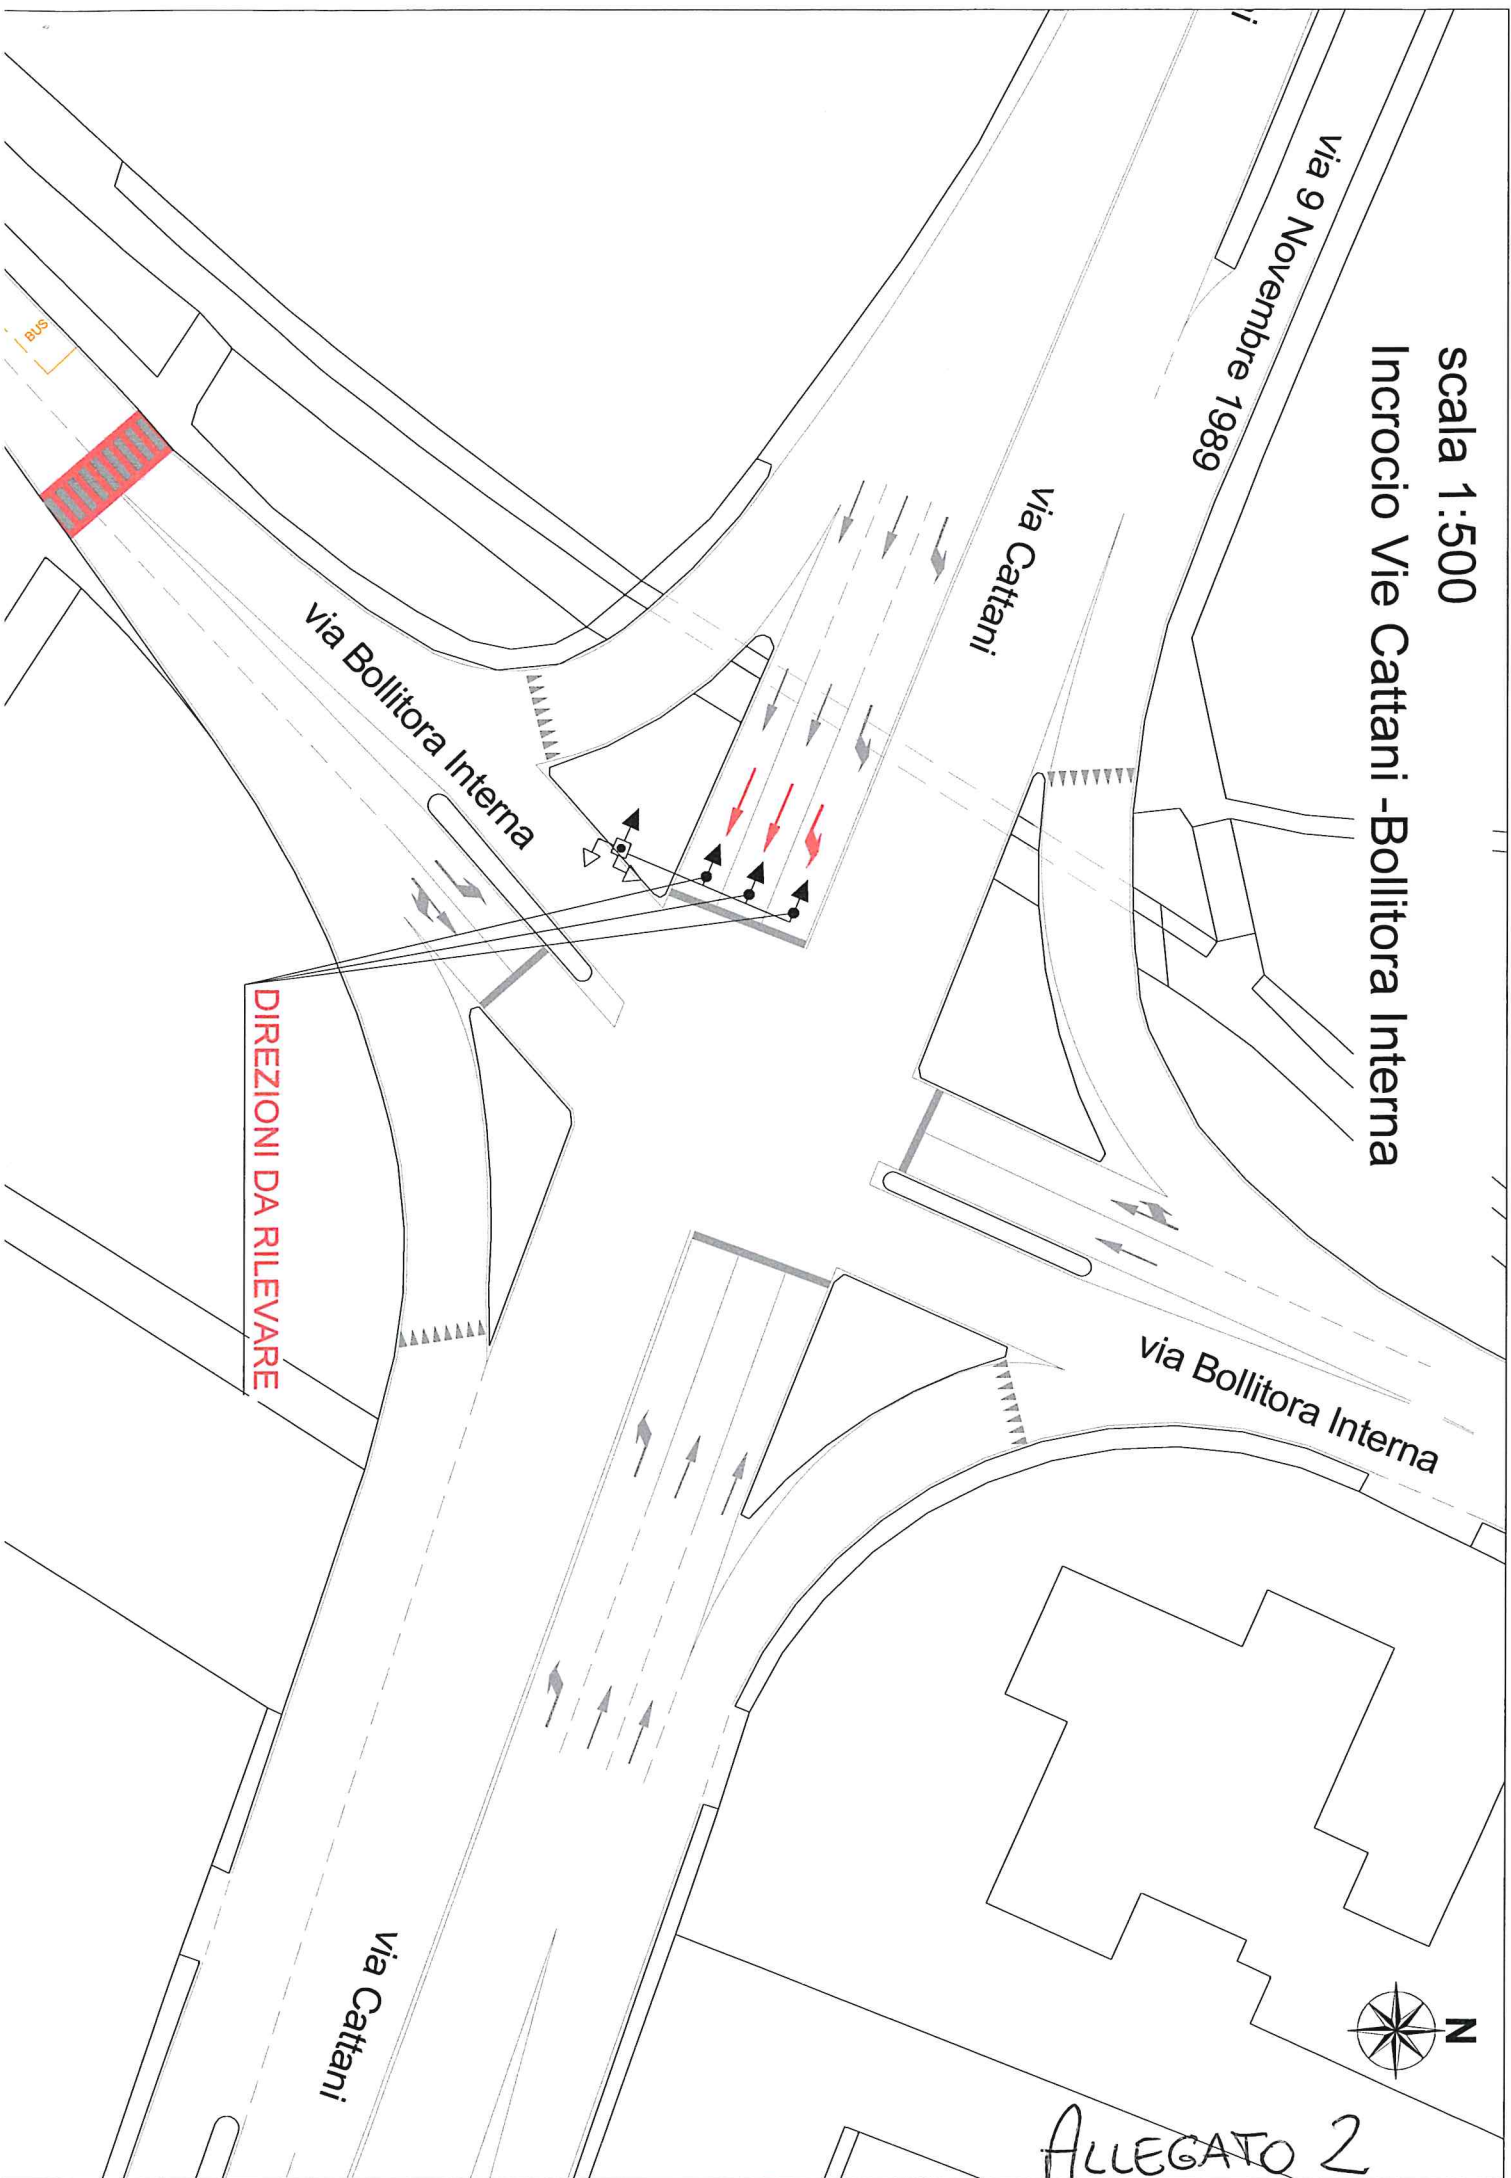 scala 1:500
Incrocio Vie Cattani -Bollitora Interna
N
ALLEGATO 2
via 9 Novembre 1989
via Cattani
via Bollitora Interna
via Bollitora Interna
BUS
DIREZIONI DA RILEVARE
via Cattani